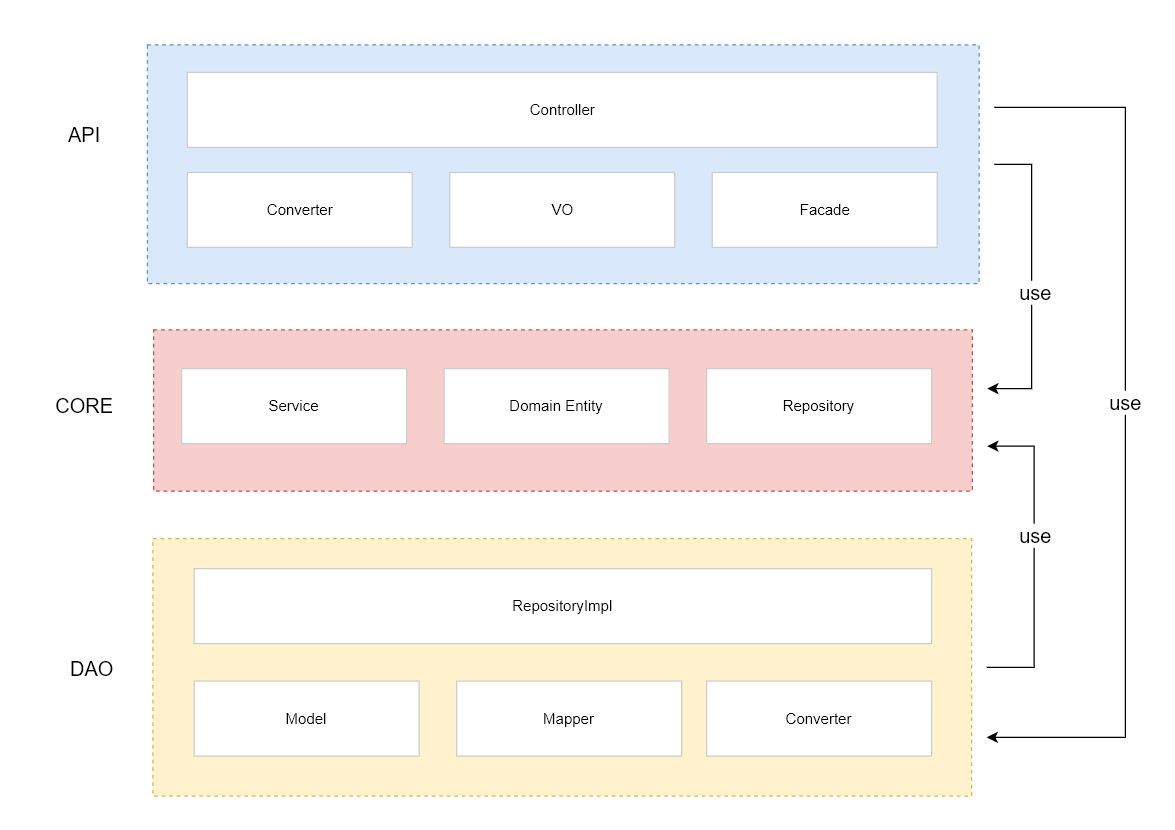 Controller
API
Converter
VO
Facade
use
CORE
Service
Domain Entity
Repository
use
use
RepositoryImpl
DAO
Model
Mapper
Converter